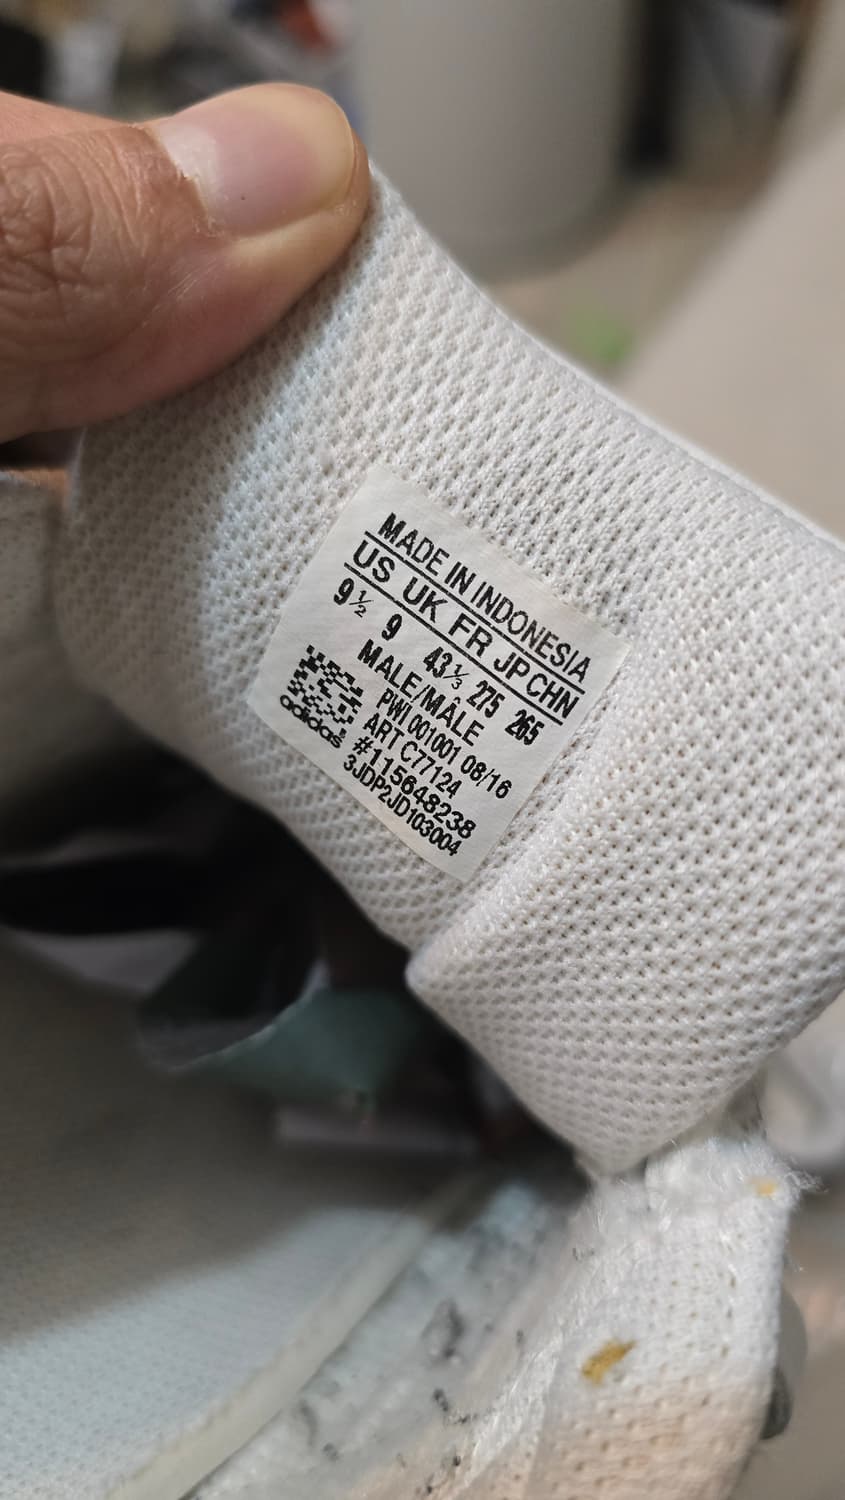 MADE IN INDONESIA
US UK FR JP CHN
9½ 9 43⅓ 275 265
MALE/MÂLE
PWI 001001 08/16
ART C77124
#115648238
3JDP2JD103004
adidas